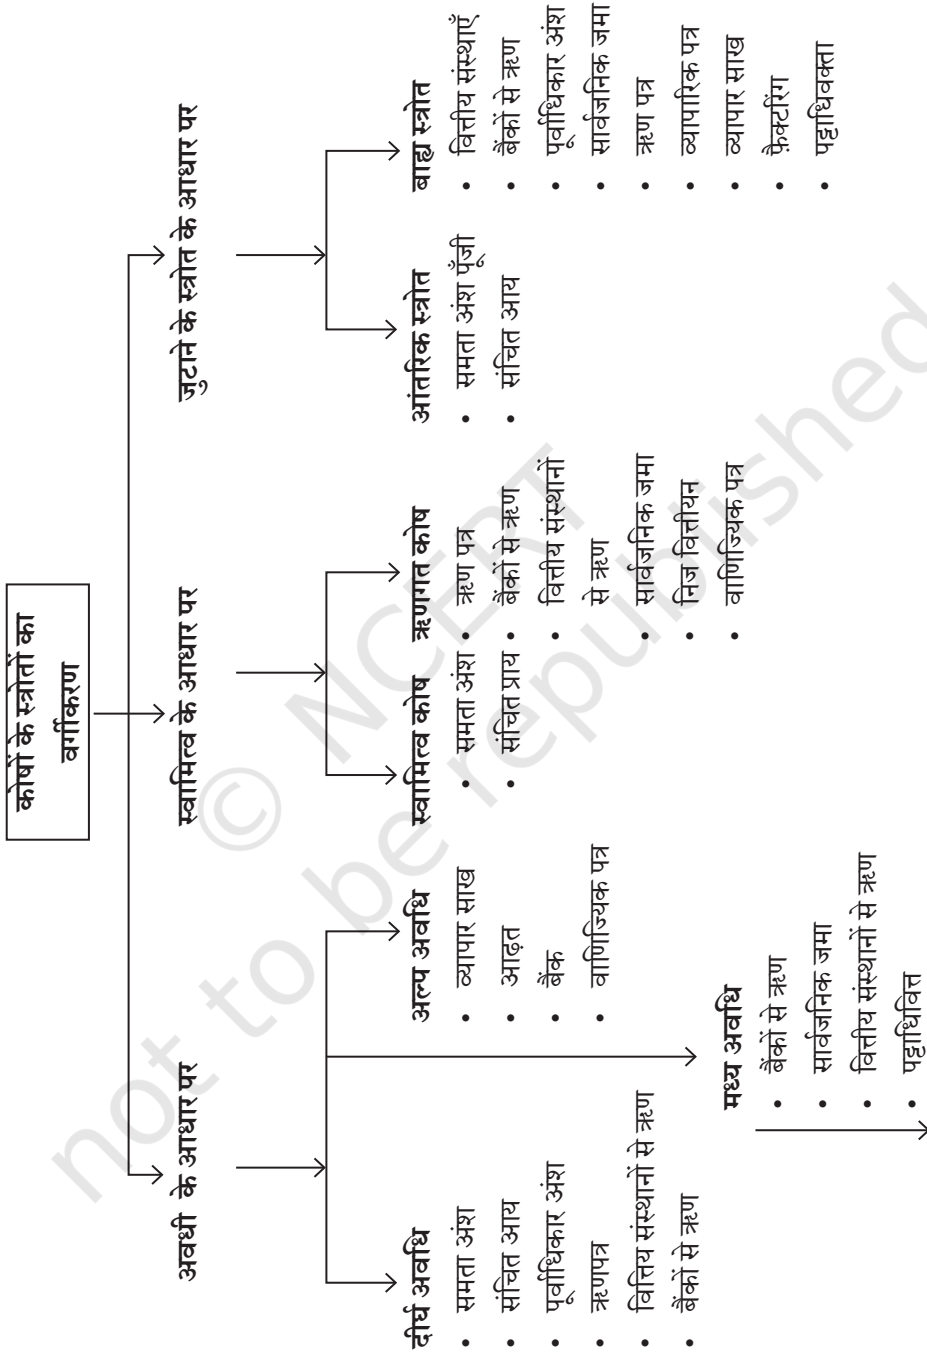 कोषों के स्त्रोतों का
वर्गीकरण
अवधी के आधार पर
दीर्घ अवधि
• समता अंश
• संचित आय
• पूर्वाधिकार अंश
• ऋणपत्र
• वित्तिय संस्थानों से ऋण
• बैंकों से ऋण
अल्प अवधि
• व्यापार साख
• आढ़त
• बैंक
• वाणिज्यिक पत्र
मध्य अवधि
• बैंकों से ऋण
• सार्वजनिक जमा
• वित्तीय संस्थानों से ऋण
• पट्टाधिवित्त
स्वामित्व के आधार पर
स्वामित्व कोष
• समता अंश
• संचित प्राय
ऋणगत कोष
• ऋण पत्र
• बैंकों से ऋण
• वित्तीय संस्थानों
से ऋण
• सार्वजनिक जमा
• निज वित्तीयन
• वाणिज्यिक पत्र
जुटाने के स्त्रोत के आधार पर
आंतरिक स्त्रोत
• समता अंश पूँजी
• संचित आय
बाह्य स्त्रोत
• वित्तीय संस्थाएँ
• बैंकों से ऋण
• पूर्वाधिकार अंश
• सार्वजनिक जमा
• ऋण पत्र
• व्यापारिक पत्र
• व्यापार साख
• फ़ैक्टरिंग
• पट्टाधिवक्ता
© NCERT
not to be republished